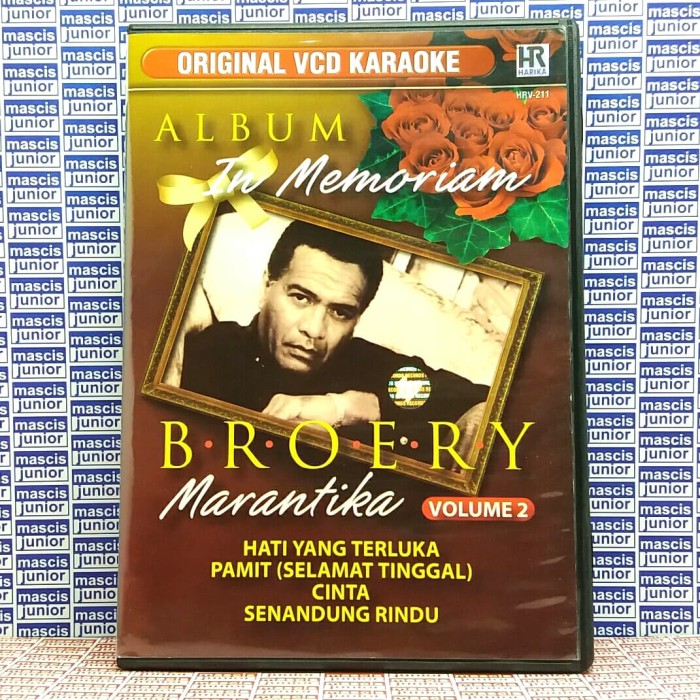 ORIGINAL VCD KARAOKE
HR
HARIKA
HRV-211
ALBUM
In Memoriam
B·R·O·E·R·Y
Marantika
VOLUME 2
HATI YANG TERLUKA
PAMIT (SELAMAT TINGGAL)
CINTA
SENANDUNG RINDU
mascis
junior